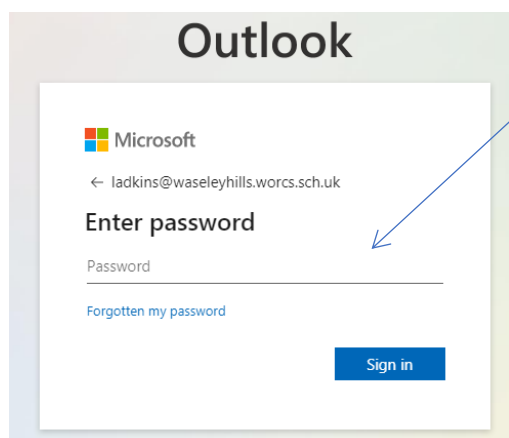 Outlook
Microsoft
← ladkins@waseleyhills.worcs.sch.uk
Enter password
Password
Forgotten my password
Sign in